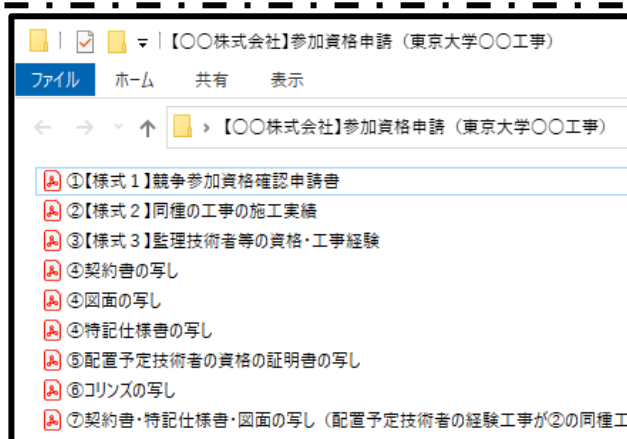 【〇〇株式会社】参加資格申請（東京大学〇〇工事）
ファイル ホーム 共有 表示
【〇〇株式会社】参加資格申請（東京大学〇〇工事）
①【様式１】競争参加資格確認申請書
②【様式２】同種の工事の施工実績
③【様式３】監理技術者等の資格・工事経験
④契約書の写し
④図面の写し
④特記仕様書の写し
⑤配置予定技術者の資格の証明書の写し
⑥コリンズの写し
⑦契約書・特記仕様書・図面の写し（配置予定技術者の経験工事が②の同種工